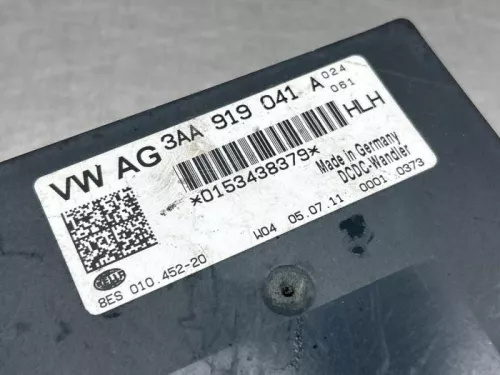 VW AG 3AA 919 041 A 024
061
HLH
*0153438379*
Made in Germany
DCDC-Wandler
W04 05.07.11 0001 0373
HELLA
8ES 010.452-20